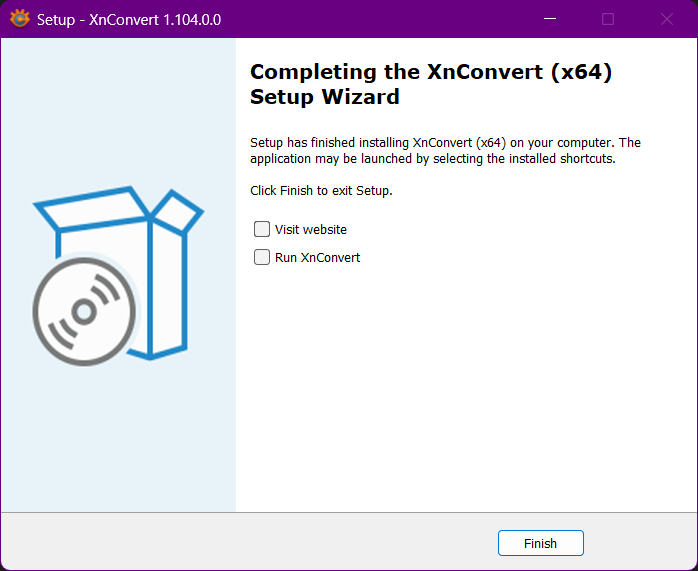 Setup - XnConvert 1.104.0.0
Completing the XnConvert (x64)
Setup Wizard
Setup has finished installing XnConvert (x64) on your computer. The
application may be launched by selecting the installed shortcuts.
Click Finish to exit Setup.
Visit website
Run XnConvert
Finish